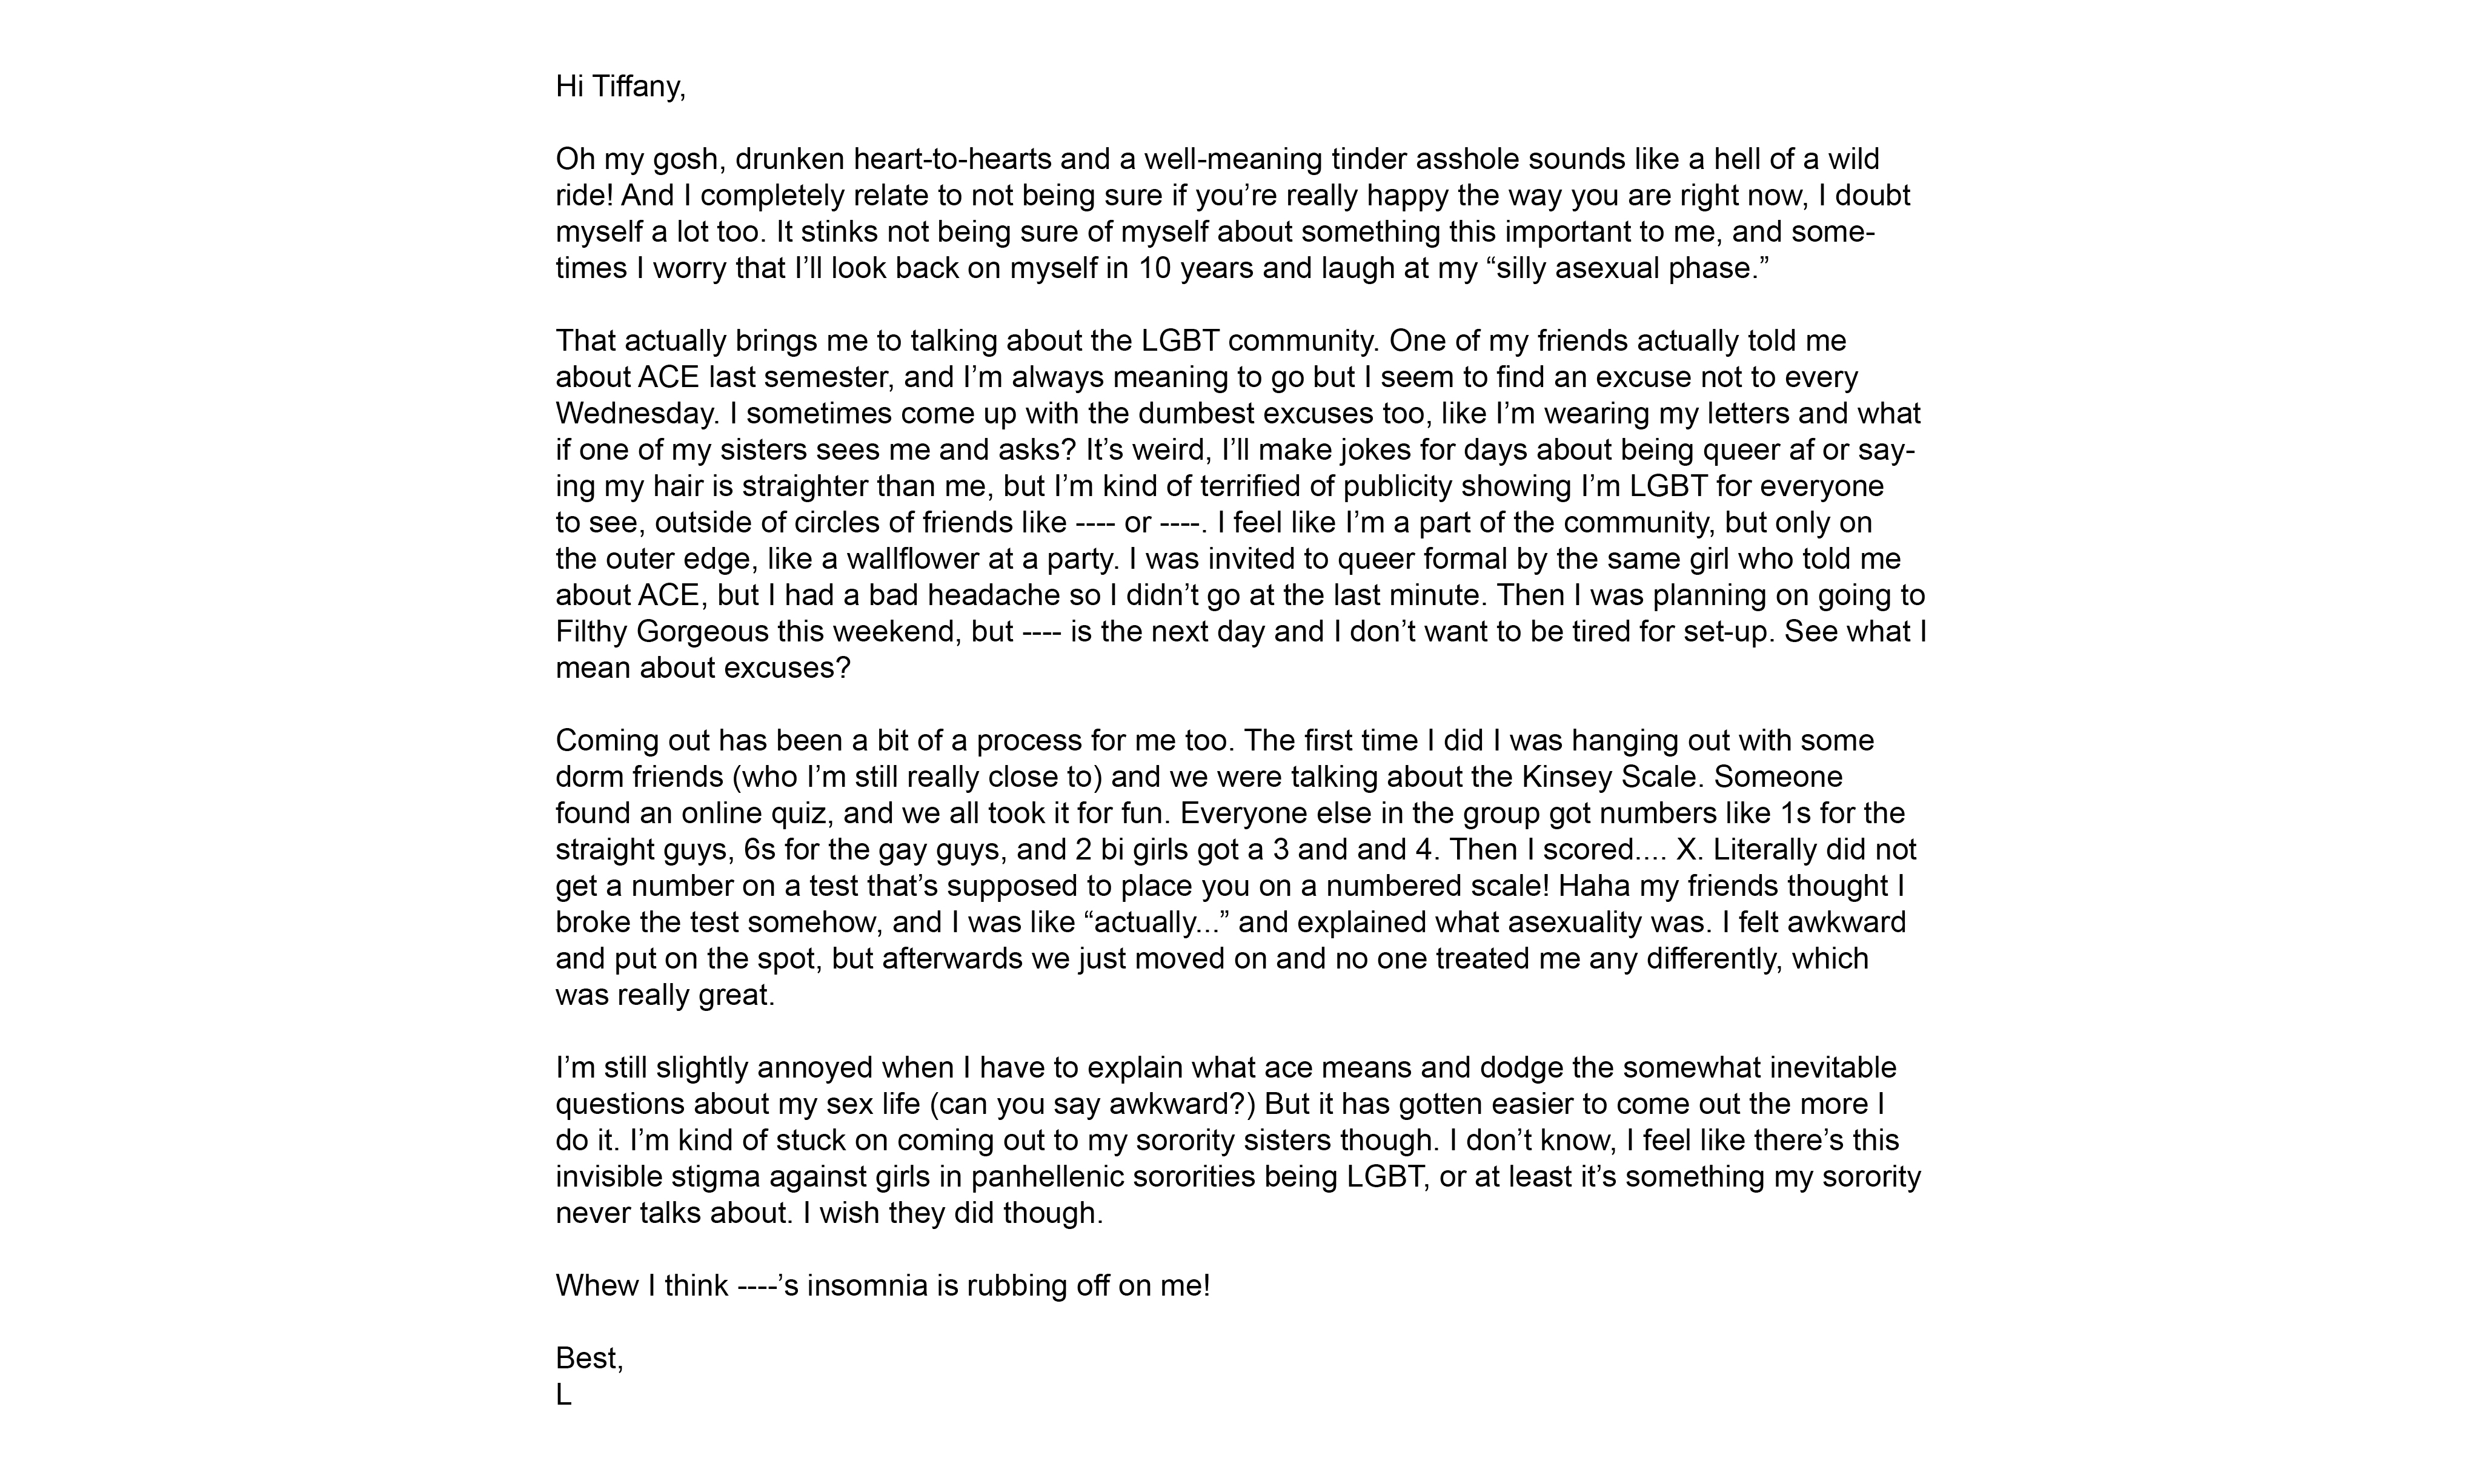 Hi Tiffany,
Oh my gosh, drunken heart-to-hearts and a well-meaning tinder asshole sounds like a hell of a wild
ride! And I completely relate to not being sure if you’re really happy the way you are right now, I doubt
myself a lot too. It stinks not being sure of myself about something this important to me, and some-
times I worry that I’ll look back on myself in 10 years and laugh at my “silly asexual phase.”
That actually brings me to talking about the LGBT community. One of my friends actually told me
about ACE last semester, and I’m always meaning to go but I seem to find an excuse not to every
Wednesday. I sometimes come up with the dumbest excuses too, like I’m wearing my letters and what
if one of my sisters sees me and asks? It’s weird, I’ll make jokes for days about being queer af or say-
ing my hair is straighter than me, but I’m kind of terrified of publicity showing I’m LGBT for everyone
to see, outside of circles of friends like ---- or ----. I feel like I’m a part of the community, but only on
the outer edge, like a wallflower at a party. I was invited to queer formal by the same girl who told me
about ACE, but I had a bad headache so I didn’t go at the last minute. Then I was planning on going to
Filthy Gorgeous this weekend, but ---- is the next day and I don’t want to be tired for set-up. See what I
mean about excuses?
Coming out has been a bit of a process for me too. The first time I did I was hanging out with some
dorm friends (who I’m still really close to) and we were talking about the Kinsey Scale. Someone
found an online quiz, and we all took it for fun. Everyone else in the group got numbers like 1s for the
straight guys, 6s for the gay guys, and 2 bi girls got a 3 and and 4. Then I scored.... X. Literally did not
get a number on a test that’s supposed to place you on a numbered scale! Haha my friends thought I
broke the test somehow, and I was like “actually...” and explained what asexuality was. I felt awkward
and put on the spot, but afterwards we just moved on and no one treated me any differently, which
was really great.
I’m still slightly annoyed when I have to explain what ace means and dodge the somewhat inevitable
questions about my sex life (can you say awkward?) But it has gotten easier to come out the more I
do it. I’m kind of stuck on coming out to my sorority sisters though. I don’t know, I feel like there’s this
invisible stigma against girls in panhellenic sororities being LGBT, or at least it’s something my sorority
never talks about. I wish they did though.
Whew I think ----’s insomnia is rubbing off on me!
Best,
L